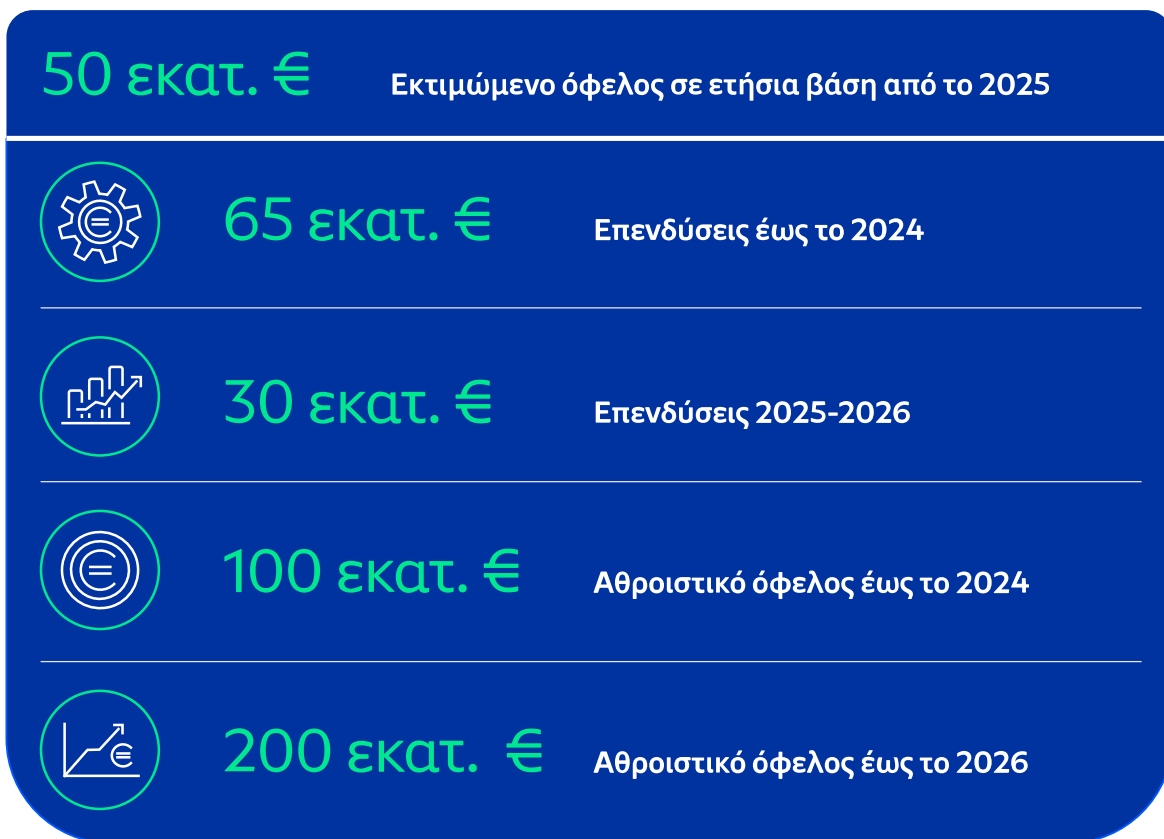 50 εκατ. € Εκτιμώμενο όφελος σε ετήσια βάση από το 2025
65 εκατ. € Επενδύσεις έως το 2024
30 εκατ. € Επενδύσεις 2025-2026
100 εκατ. € Αθροιστικό όφελος έως το 2024
200 εκατ. € Αθροιστικό όφελος έως το 2026